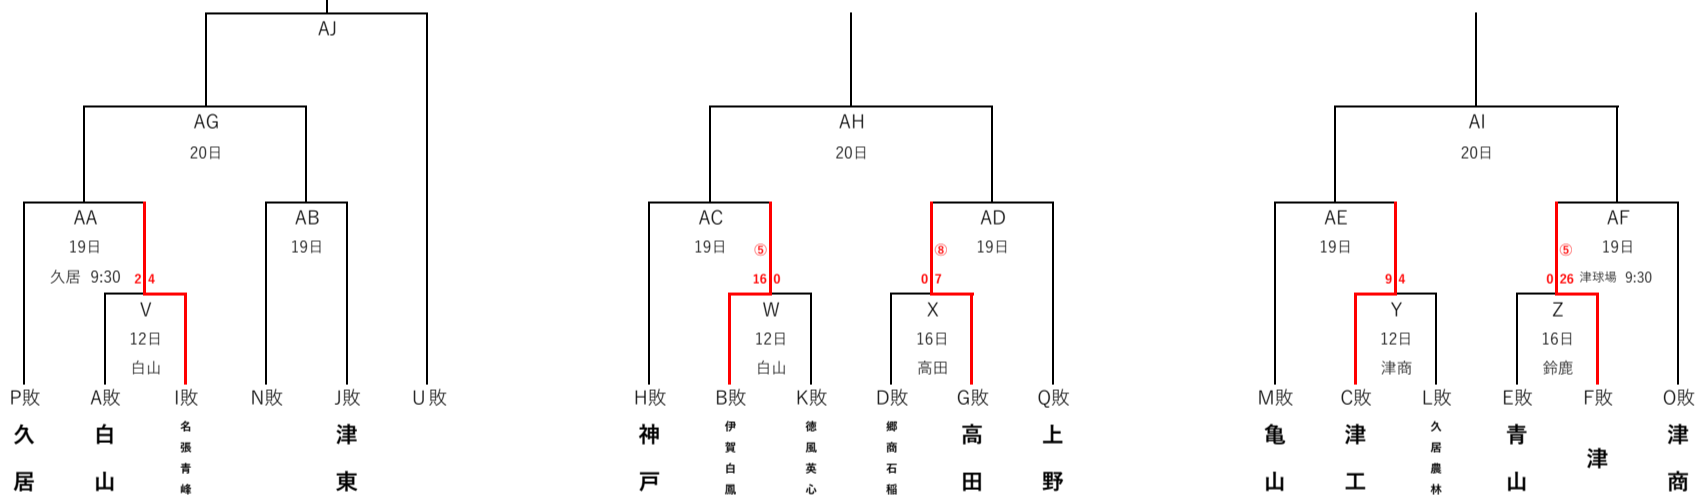 AJ
AG
AH
AI
20日
20日
20日
AA
AB
AC
AD
AE
AF
19日
19日
19日
⑤
⑧
19日
19日
⑤
19日
久居 9:30
2 4
16 0
0 7
9 4
0 26
津球場 9:30
V
W
X
Y
Z
12日
12日
16日
12日
16日
白山
白山
高田
津商
鈴鹿
P敗
A敗
I敗
N敗
J敗
U敗
H敗
B敗
K敗
D敗
G敗
Q敗
M敗
C敗
L敗
E敗
F敗
O敗
久居
白山
名張青峰
津東
神戸
伊賀白鳳
徳風英心
郷商石稲
高田
上野
亀山
津工
久居農林
青山
津
津商